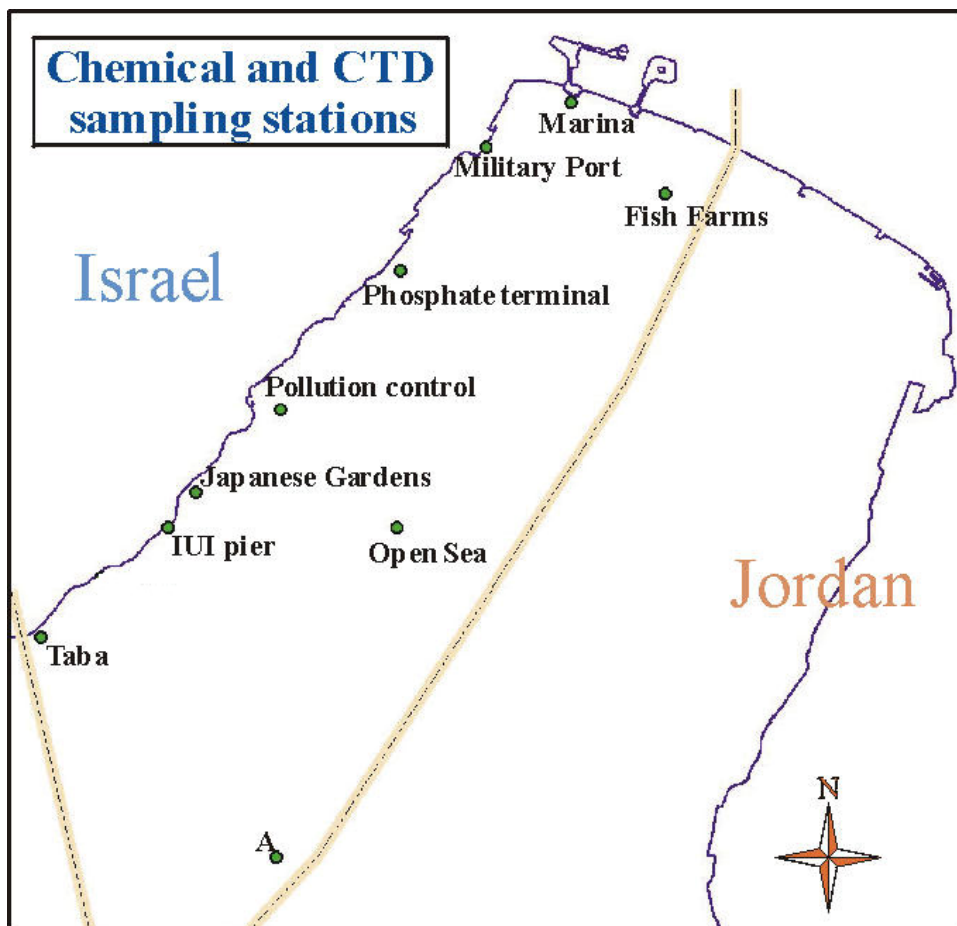 Chemical and CTD
sampling stations
Marina
Military Port
Fish Farms
Israel
Phosphate terminal
Pollution control
Japanese Gardens
IUI pier
Open Sea
Jordan
Taba
N
A